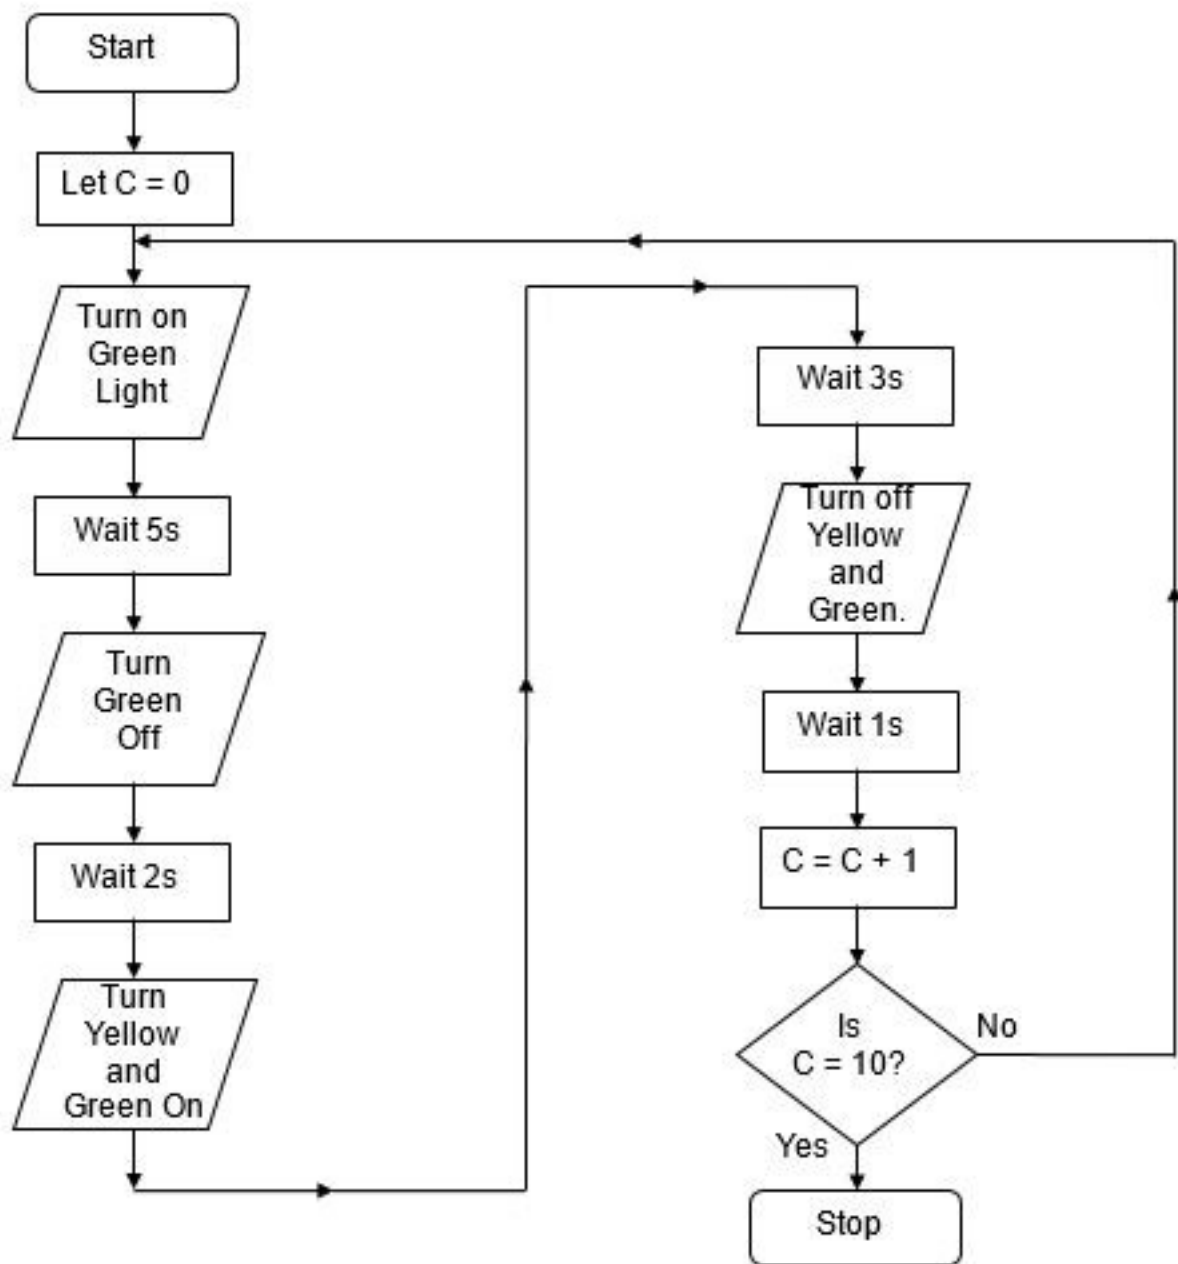 Start
Let C = 0
Turn on
Green
Light
Wait 5s
Turn
Green
Off
Wait 2s
Turn
Yellow
and
Green On
Wait 3s
Turn off
Yellow
and
Green.
Wait 1s
C = C + 1
Is
C = 10?
No
Yes
Stop